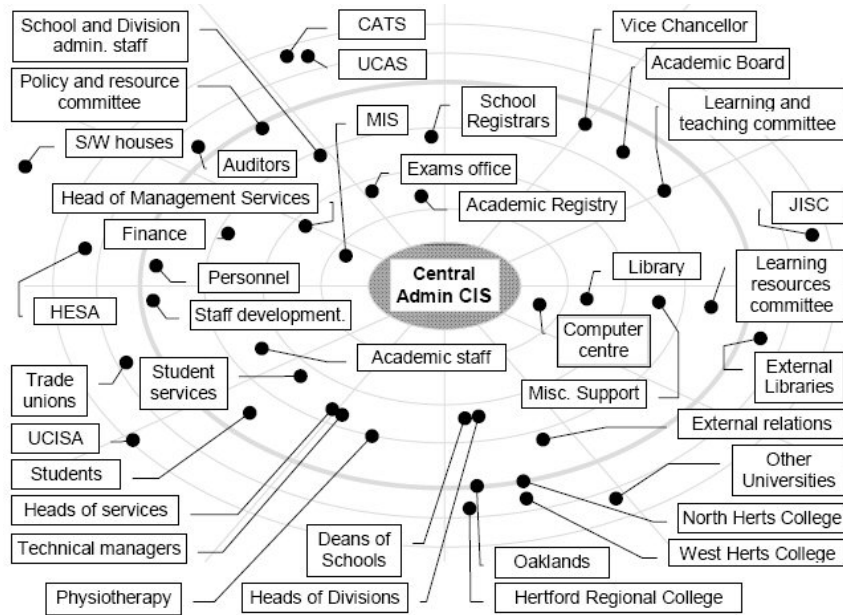 School and Division
admin. staff
CATS
Vice Chancellor
UCAS
Academic Board
Policy and resource
committee
MIS
School
Registrars
Learning and
teaching committee
S/W houses
Auditors
Exams office
Head of Management Services
Academic Registry
JISC
Finance
Central
Admin CIS
Library
Learning
resources
committee
Personnel
HESA
Staff development.
Computer
centre
Academic staff
Trade
unions
Student
services
Misc. Support
External
Libraries
UCISA
External relations
Students
Other
Universities
Heads of services
North Herts College
Technical managers
Deans of
Schools
Oaklands
West Herts College
Physiotherapy
Heads of Divisions
Hertford Regional College